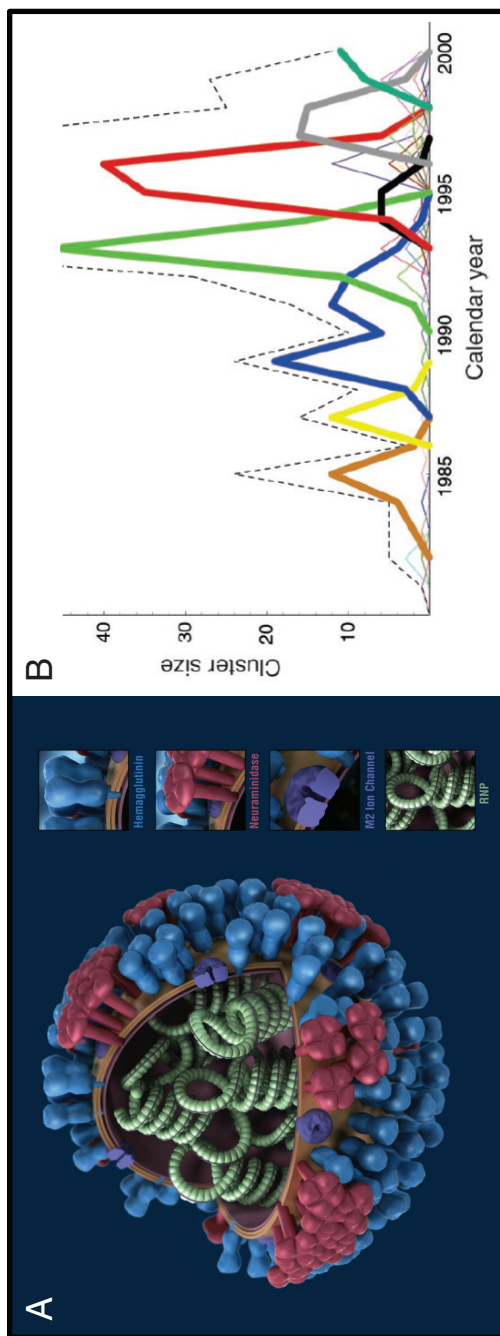 A
Hemagglutinin
Neuraminidase
M2 Ion Channel
RNP
B
Cluster size
40
30
20
10
1985
1990
1995
2000
Calendar year